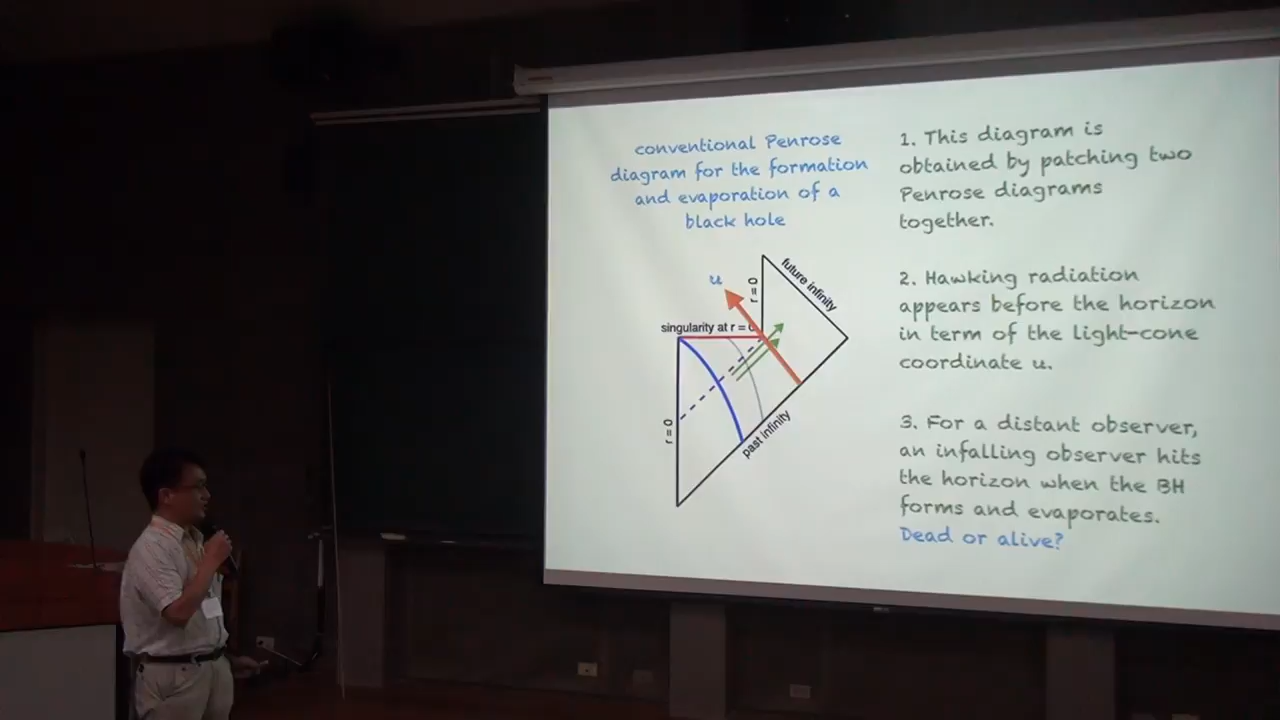 conventional Penrose
diagram for the formation
and evaporation of a
black hole
u
r = 0
future infinity
singularity at r = 0
r = 0
past infinity
1. This diagram is
obtained by patching two
Penrose diagrams
together.
2. Hawking radiation
appears before the horizon
in term of the light-cone
coordinate u.
3. For a distant observer,
an infalling observer hits
the horizon when the BH
forms and evaporates.
Dead or alive?